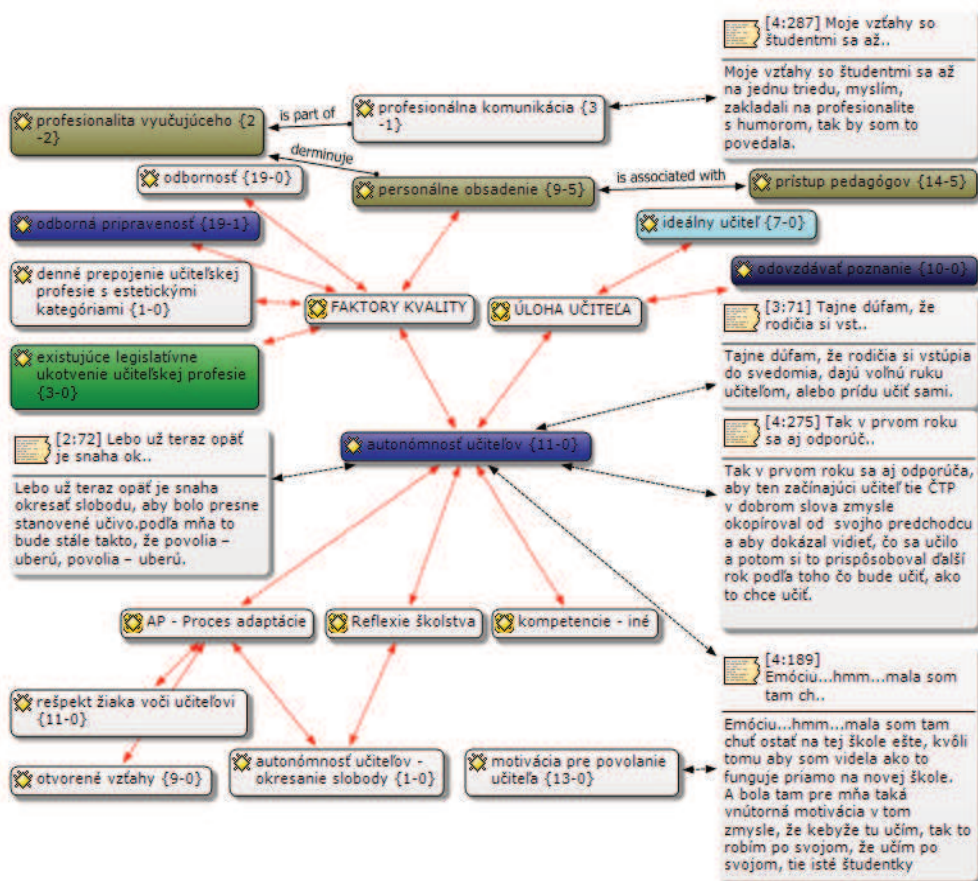 [4:287] Moje vzťahy so
študentmi sa až..
Moje vzťahy so študentmi sa až
na jednu triedu, myslím,
zakladali na profesionalite
s humorom, tak by som to
povedala.
profesionálna komunikácia {3
-1}
is part of
profesionalita vyučujúceho {2
-2}
derminuje
odbornosť {19-0}
personálne obsadenie {9-5}
is associated with
prístup pedagógov {14-5}
odborná pripravenosť {19-1}
ideálny učiteľ {7-0}
denné prepojenie učiteľskej
profesie s estetickými
kategóriami {1-0}
FAKTORY KVALITY
ÚLOHA UČITEĽA
odovzdávať poznanie {10-0}
existujúce legislatívne
ukotvenie učiteľskej profesie
{3-0}
[3:71] Tajne dúfam, že
rodičia si vst..
Tajne dúfam, že rodičia si vstúpia
do svedomia, dajú voľnú ruku
učiteľom, alebo prídu učiť sami.
autonómnosť učiteľov {11-0}
[2:72] Lebo už teraz opäť
je snaha ok..
Lebo už teraz opäť je snaha
okresať slobodu, aby bolo presne
stanovené učivo.podľa mňa to
bude stále takto, že povolia –
uberú, povolia – uberú.
[4:275] Tak v prvom roku
sa aj odporúč..
Tak v prvom roku sa aj odporúča,
aby ten začínajúci učiteľ tie ČTP
v dobrom slova zmysle
okopíroval od svojho predchodcu
a aby dokázal vidieť, čo sa učilo
a potom si to prispôsoboval ďalší
rok podľa toho čo bude učiť, ako
to chce učiť.
AP - Proces adaptácie
Reflexie školstva
kompetencie - iné
[4:189]
Emóciu...hmm...mala som
tam ch..
Emóciu...hmm...mala som tam
chuť ostať na tej škole ešte, kvôli
tomu aby som videla ako to
funguje priamo na novej škole.
A bola tam pre mňa taká
vnútorná motivácia v tom
zmysle, že kebyže tu učím, tak to
robím po svojom, že učím po
svojom, tie isté študentky
rešpekt žiaka voči učiteľovi
{11-0}
otvorené vzťahy {9-0}
autonómnosť učiteľov -
okresanie slobody {1-0}
motivácia pre povolanie
učiteľa {13-0}